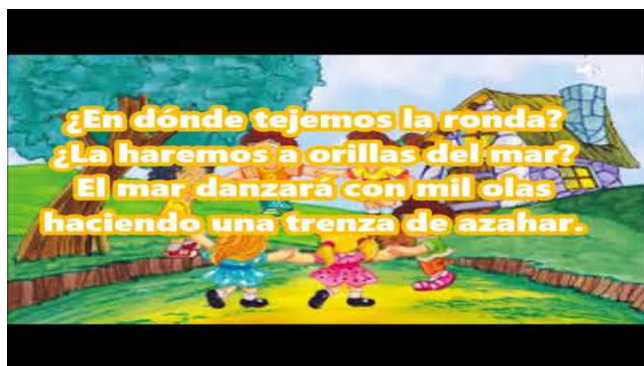 ¿En dónde tejemos la ronda?
¿La haremos a orillas del mar?
El mar danzará con mil olas
haciendo una trenza de azahar.